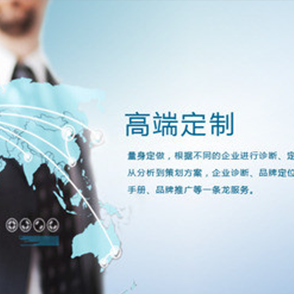 高端定制
量身定做，根据不同的企业进行诊断、定
从分析到策划方案，企业诊断、品牌定位
手册、品牌推广等一条龙服务。